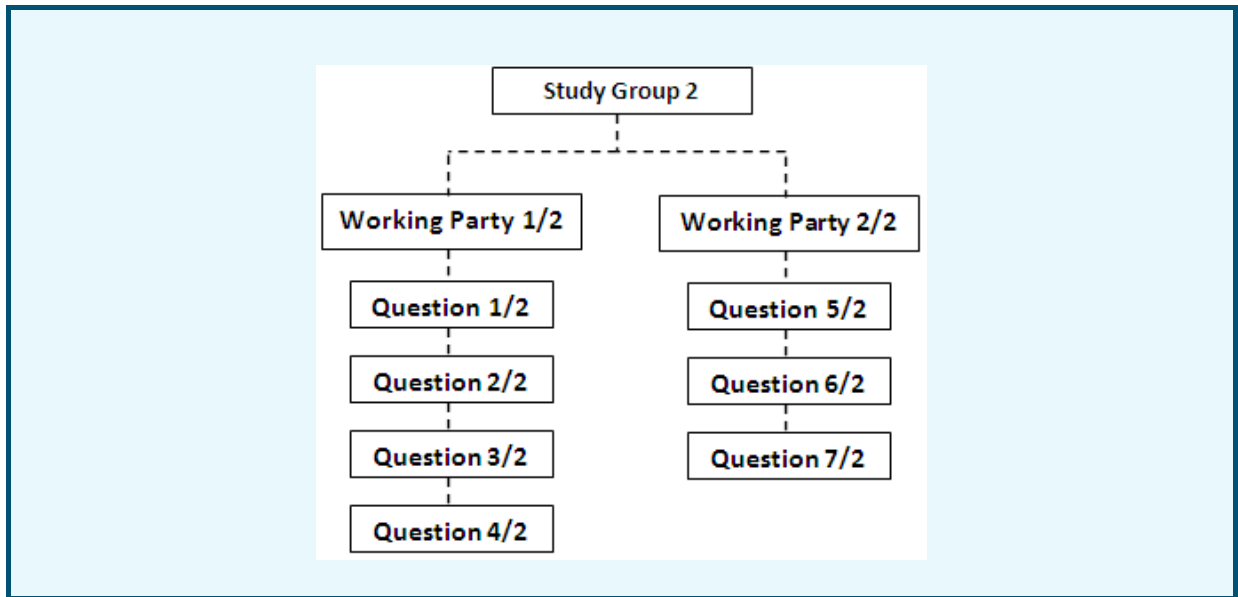 Study Group 2
Working Party 1/2
Working Party 2/2
Question 1/2
Question 5/2
Question 2/2
Question 6/2
Question 3/2
Question 7/2
Question 4/2